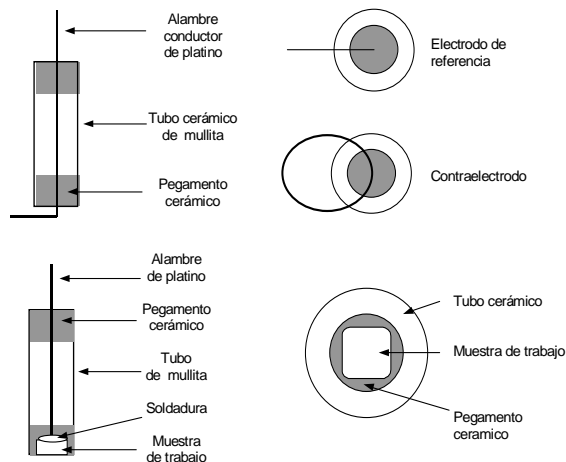 Alambre
conductor
de platino
Tubo cerámico
de mullita
Pegamento
cerámico
Electrodo de
referencia
Contraelectrodo
Alambre
de platino
Pegamento
cerámico
Tubo
de mullita
Soldadura
Muestra
de trabajo
Tubo cerámico
Muestra de trabajo
Pegamento
ceramico